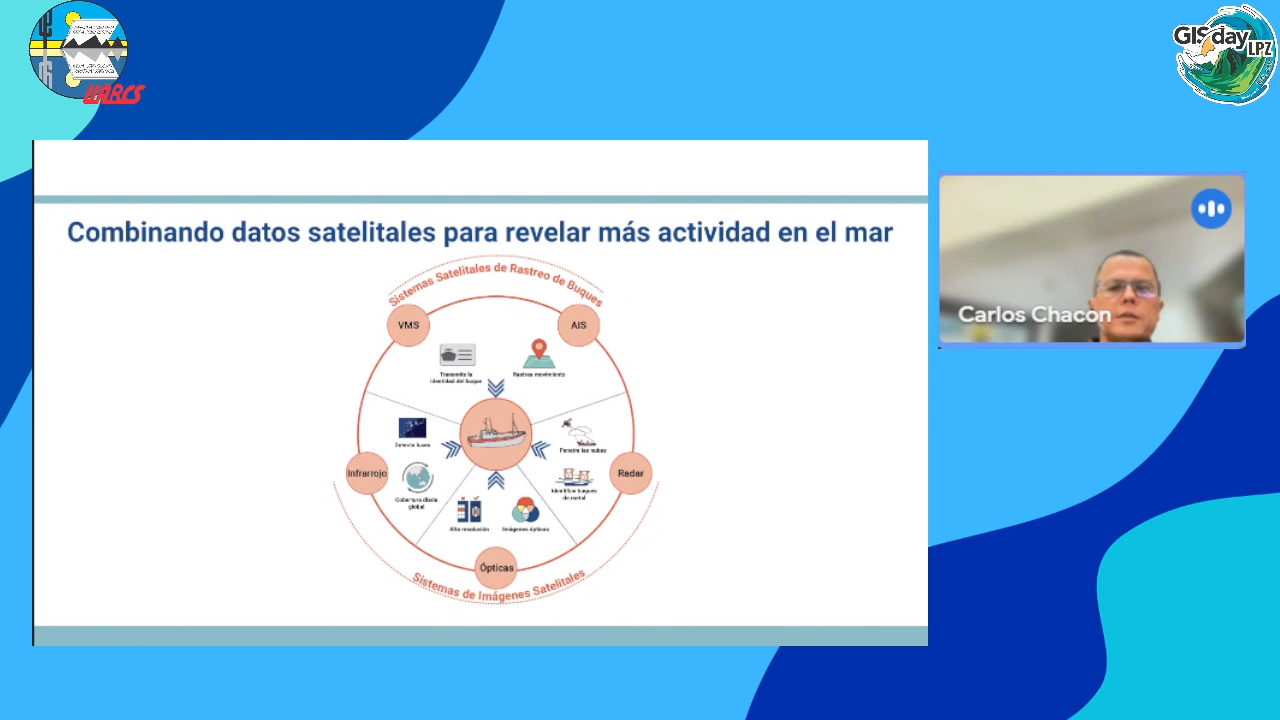 UABCS
GISday
LPZ
Combinando datos satelitales para revelar más actividad en el mar
Sistemas Satelitales de Rastreo de Buques
VMS
AIS
Transmite la
identidad del buque
Rastrea movimiento
Detecta luces
Penetra las nubes
Infrarrojo
Radar
Cobertura diaria
global
Identifica buques
de metal
Alta resolución
Imágenes ópticas
Ópticas
Sistemas de Imágenes Satelitales
Carlos Chacon